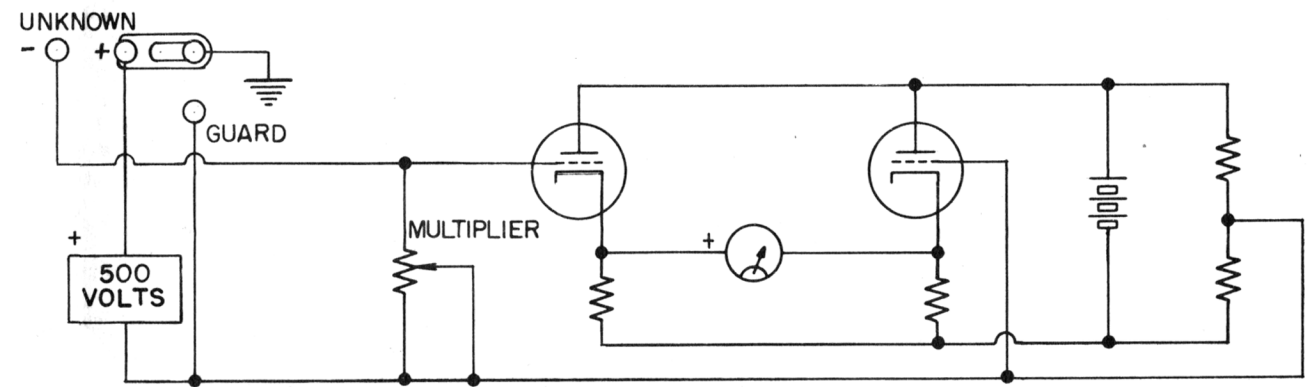 UNKNOWN
- +
GUARD
MULTIPLIER
+
500
VOLTS
+